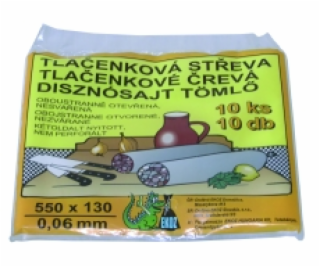 TLAČENKOVÁ STŘEVA
TLAČENKOVÉ ČREVÁ
DISZNÓSAJT TÖMLŐ
OBOUSTRANNĚ OTEVŘENÁ,
NESVAŘENÁ
OBOJSTRANNE OTVORENÉ,
NEZVÁRANÉ
KÉTOLDALT NYITOTT,
NEM PERFORÁLT
10 ks
10 db
550 x 130
0,06 mm